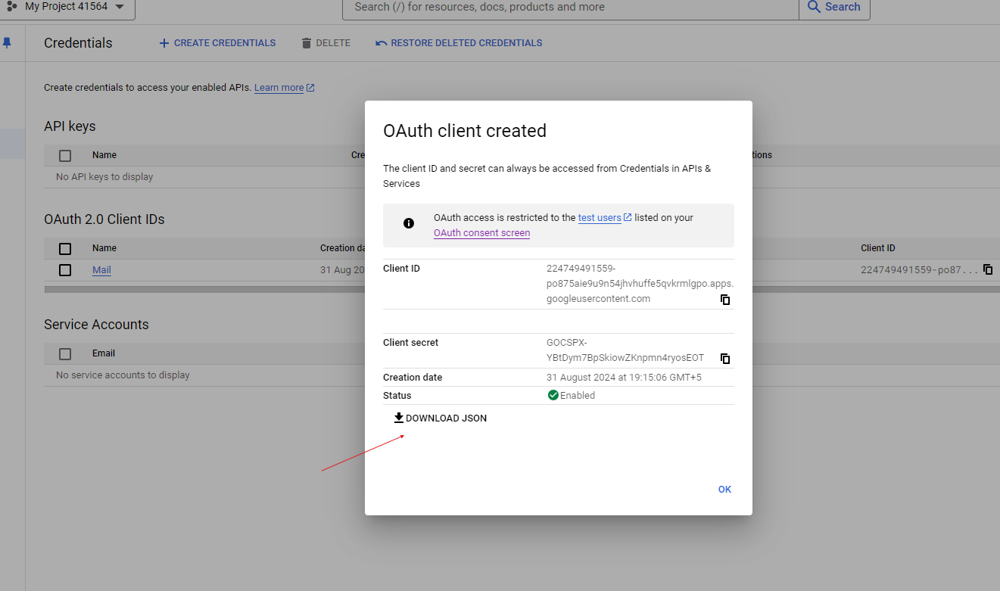 My Project 41564
Search (/) for resources, docs, products and more
Search
Credentials
CREATE CREDENTIALS
DELETE
RESTORE DELETED CREDENTIALS
Create credentials to access your enabled APIs. Learn more
API keys
Name
No API keys to display
OAuth 2.0 Client IDs
Name
Creation
Client ID
Mail
31 Aug
224749491559-po87...
Service Accounts
Email
No service accounts to display
OAuth client created
The client ID and secret can always be accessed from Credentials in APIs &
Services
OAuth access is restricted to the test users listed on your
OAuth consent screen
Client ID
224749491559-
po875aie9u9n54jhvhuffe5qvkrmlgpo.apps.
googleusercontent.com
Client secret
GOCSPX-
YBtDym7BpSkiowZKnpmn4ryosEOT
Creation date
31 August 2024 at 19:15:06 GMT+5
Status
Enabled
DOWNLOAD JSON
OK